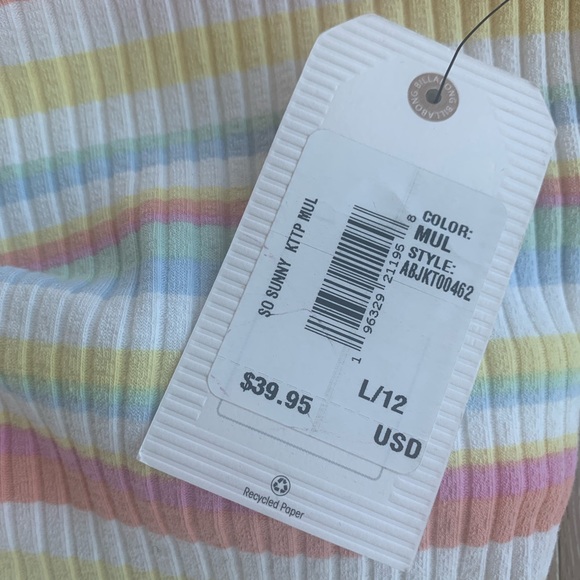 BILLABONG BILLABONG
COLOR:
MUL
STYLE:
ABJKT00462
1 96329 21195 8
SO SUNNY KTTP MUL
L/12
$39.95
USD
Recycled Paper